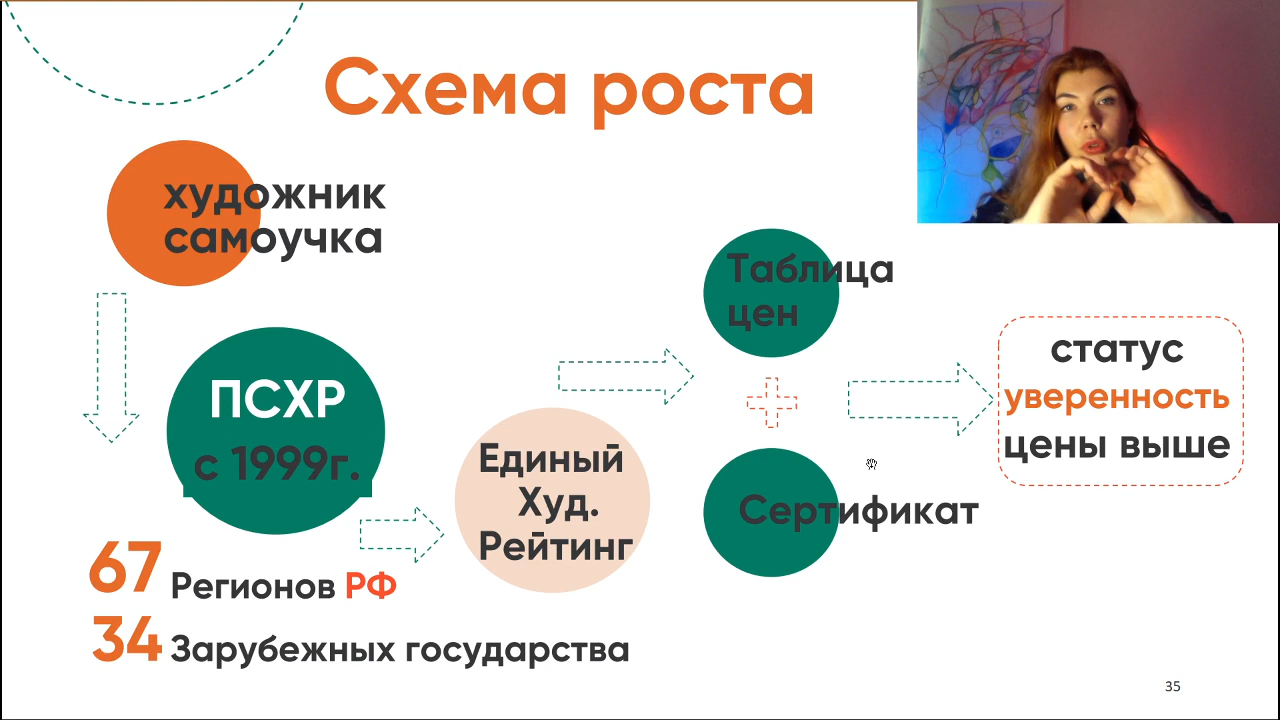 Схема роста
художник
самоучка
ПСХР
с 1999г.
67 Регионов РФ
34 Зарубежных государства
Единый
Худ.
Рейтинг
Таблица
цен
Сертификат
статус
уверенность
цены выше
35